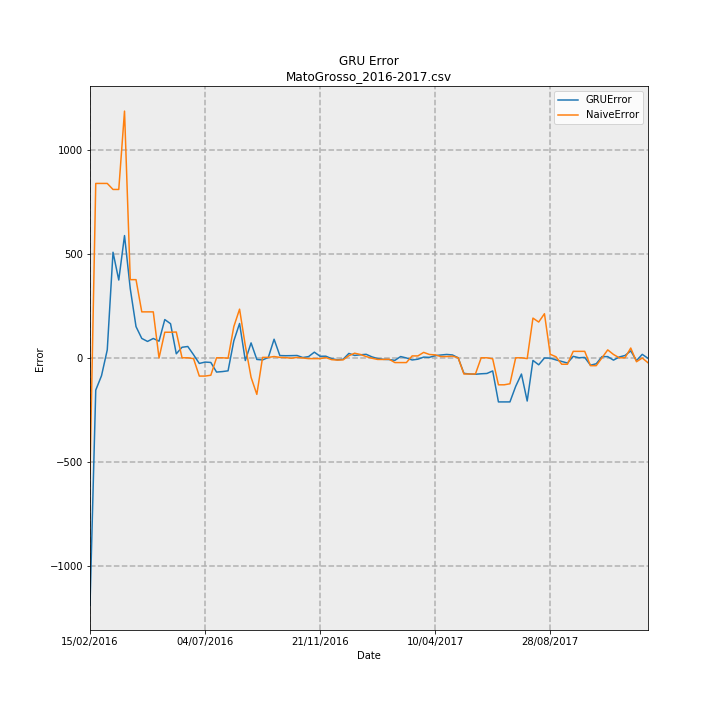 GRU Error
MatoGrosso_2016-2017.csv
GRUError
NaiveError
1000
500
0
−500
−1000
Error
15/02/2016
04/07/2016
21/11/2016
10/04/2017
28/08/2017
Date